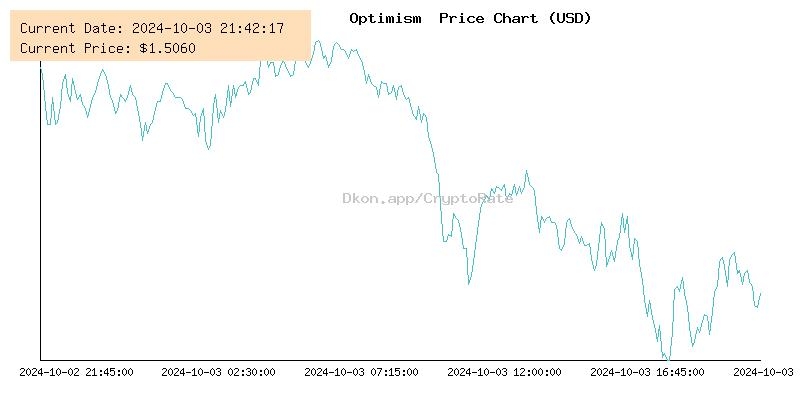 Optimism Price Chart (USD)
Current Date: 2024-10-03 21:42:17
Current Price: $1.5060
Dkon.app/CryptoRate
2024-10-02 21:45:00 2024-10-03 02:30:00 2024-10-03 07:15:00 2024-10-03 12:00:00 2024-10-03 16:45:00 2024-10-03